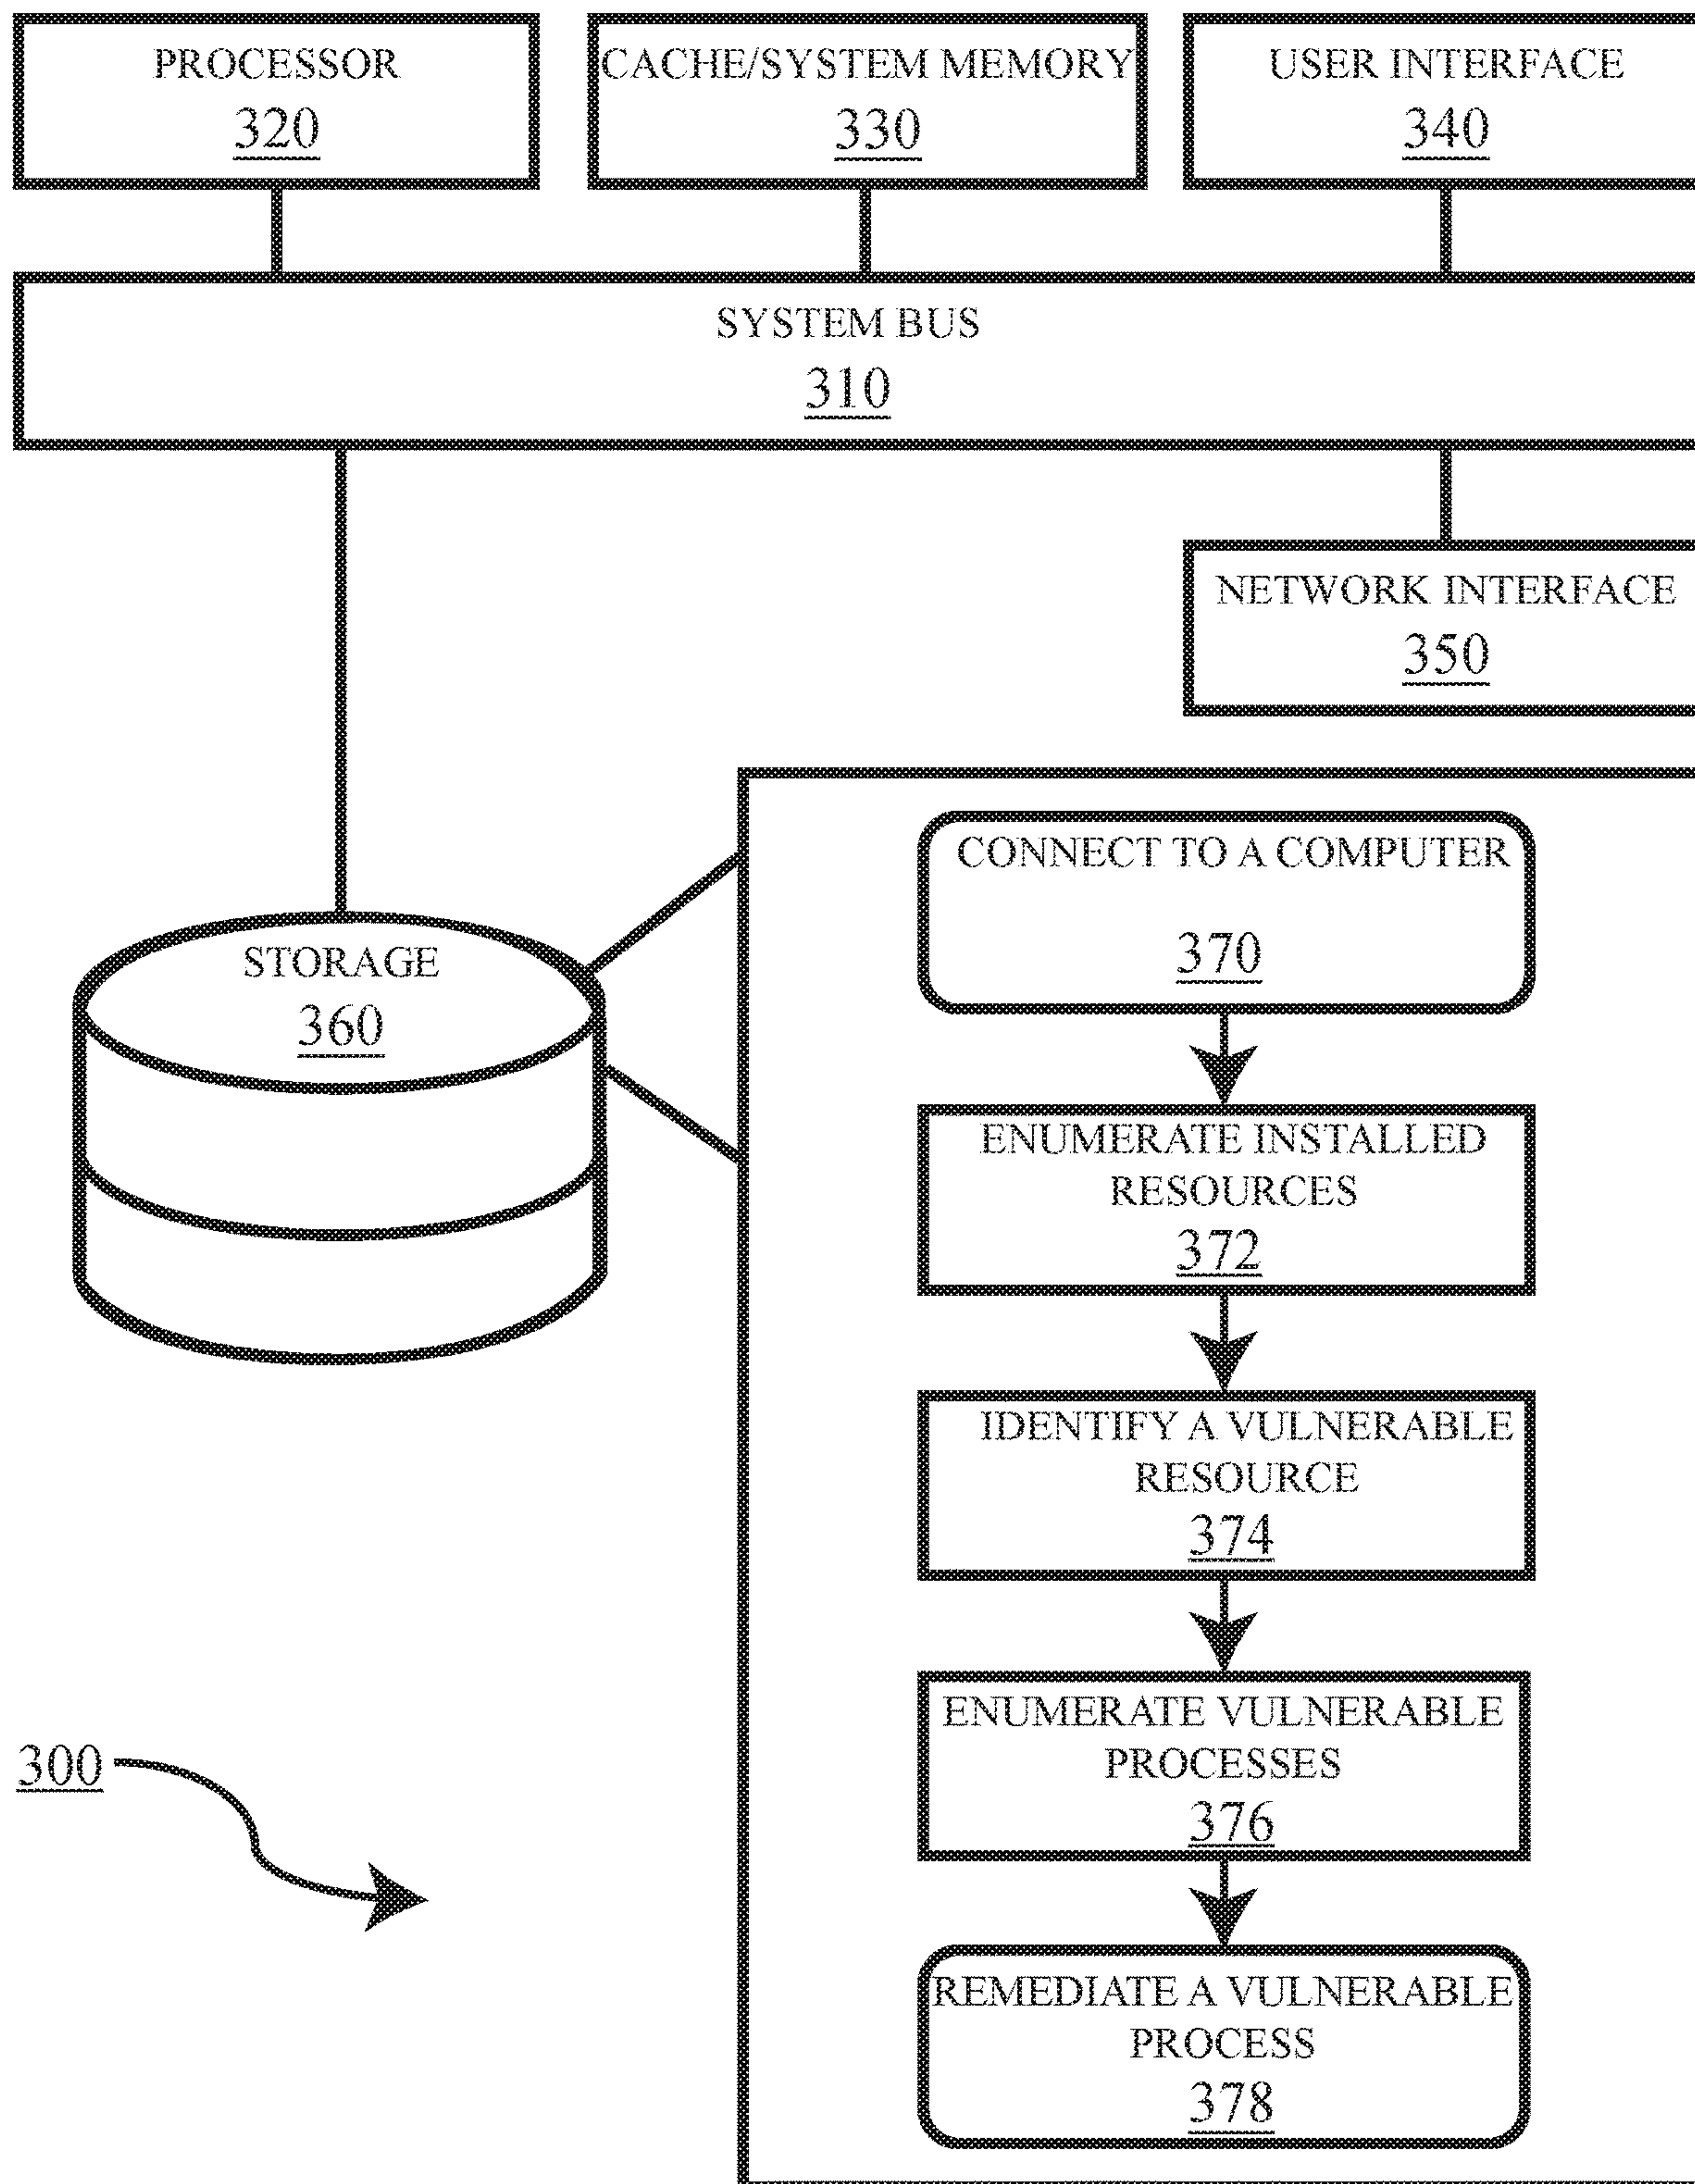 PROCESSOR
320
CACHE/SYSTEM MEMORY
330
USER INTERFACE
340
SYSTEM BUS
310
NETWORK INTERFACE
350
STORAGE
360
CONNECT TO A COMPUTER
370
ENUMERATE INSTALLED
RESOURCES
372
IDENTIFY A VULNERABLE
RESOURCE
374
ENUMERATE VULNERABLE
PROCESSES
376
REMEDIATE A VULNERABLE
PROCESS
378
300